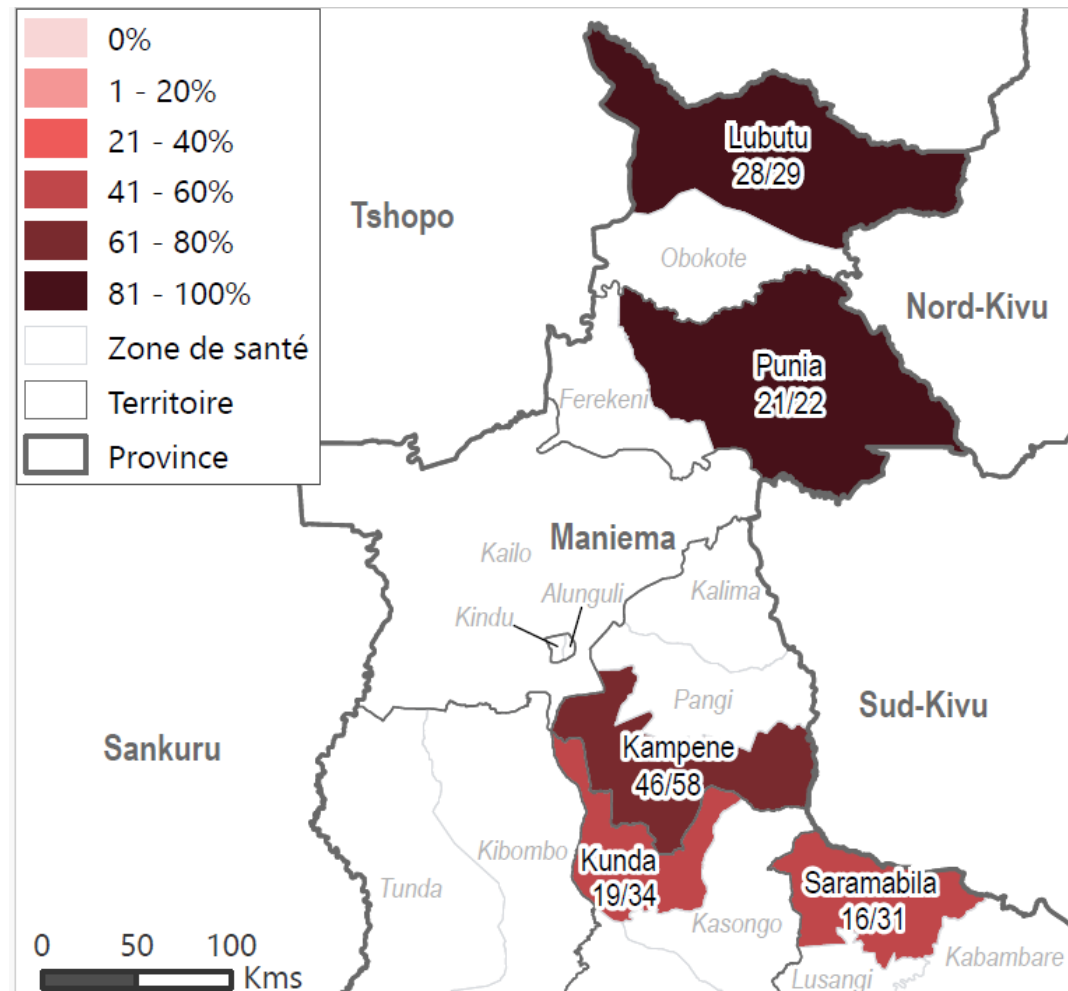 0%
1 - 20%
21 - 40%
41 - 60%
61 - 80%
81 - 100%
Zone de santé
Territoire
Province
Lubutu
28/29
Tshopo
Obokote
Nord-Kivu
Punia
21/22
Ferekeni
Maniema
Kailo
Alunguli
Kalima
Kindu
Pangi
Sud-Kivu
Sankuru
Kampene
46/58
Kibombo
Kunda
19/34
Tunda
Saramabila
16/31
Kasongo
Kabambare
Lusangi
0 50 100
Kms